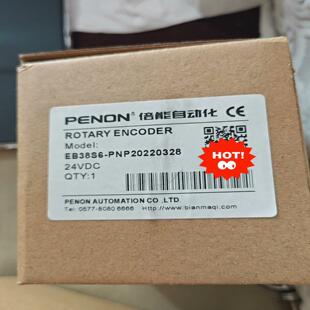 PENON® 倍能自动化 CE
ROTARY ENCODER
Model:
EB38S6-PNP20220328
24VDC
QTY:1
HOT!
PENON AUTOMATION CO .,LTD.
Tel: 0577-8080 6666 http://www.bianmaqi.com